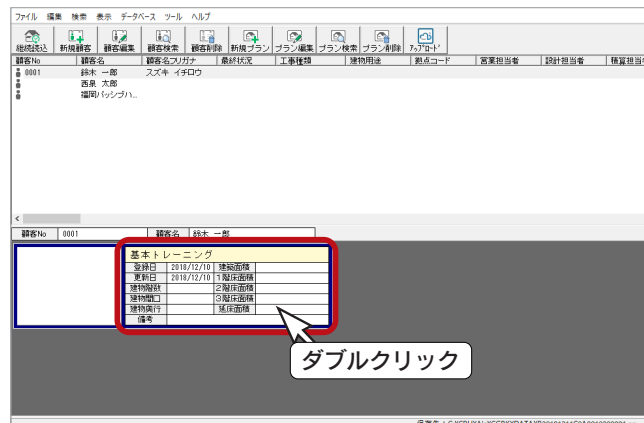 ファイル 編集 検索 表示 データベース ツール ヘルプ
継続読込 新規顧客 顧客編集 顧客検索 顧客削除 新規プラン プラン編集 プラン検索 プラン削除 アップロード
顧客No 顧客名 顧客名フリガナ 最終状況 工事種類 建物用途 拠点コード 営業担当者 設計担当者 積算担当者
0001 鈴木 一郎 スズキ イチロウ
西泉 太郎
福岡パッシブハ...
顧客No 0001 顧客名 鈴木 一郎
基本トレーニング
登録日 2018/12/10 建築面積
更新日 2018/12/10 1階床面積
建物階数 2階床面積
建物間口 3階床面積
建物奥行 延床面積
備考
ダブルクリック